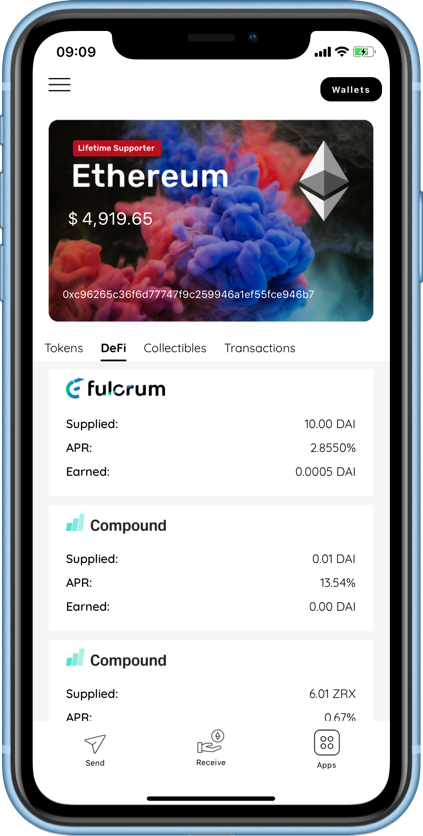 09:09
Wallets
Lifetime Supporter
Ethereum
$ 4,919.65
0xc96265c36f6d77747f9c259946a1ef55fce946b7
Tokens DeFi Collectibles Transactions
fulcrum
Supplied: 10.00 DAI
APR: 2.8550%
Earned: 0.0005 DAI
Compound
Supplied: 0.01 DAI
APR: 13.54%
Earned: 0.00 DAI
Compound
Supplied: 6.01 ZRX
APR: 0.67%
Send Receive Apps